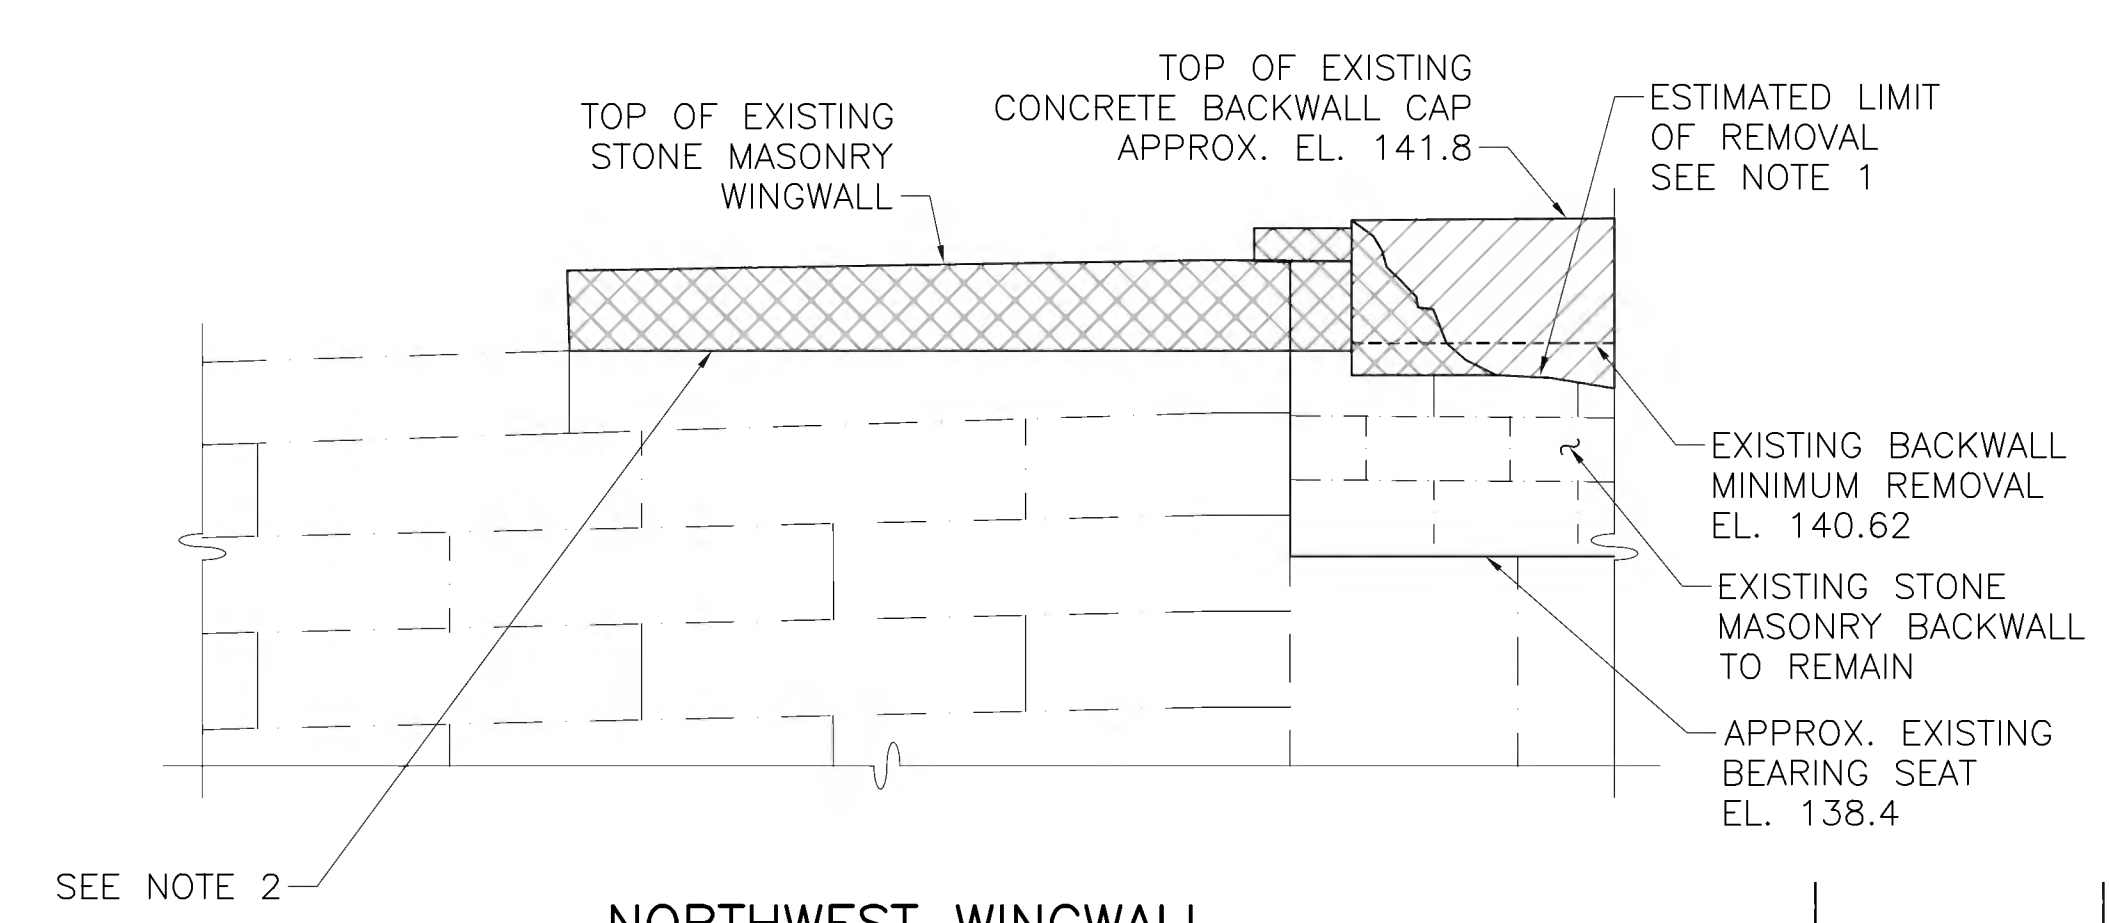 TOP OF EXISTING
STONE MASONRY
WINGWALL
TOP OF EXISTING
CONCRETE BACKWALL CAP
APPROX. EL. 141.8
ESTIMATED LIMIT
OF REMOVAL
SEE NOTE 1
EXISTING BACKWALL
MINIMUM REMOVAL
EL. 140.62
EXISTING STONE
MASONRY BACKWALL
TO REMAIN
APPROX. EXISTING
BEARING SEAT
EL. 138.4
SEE NOTE 2
NORTHWEST WINGWALL